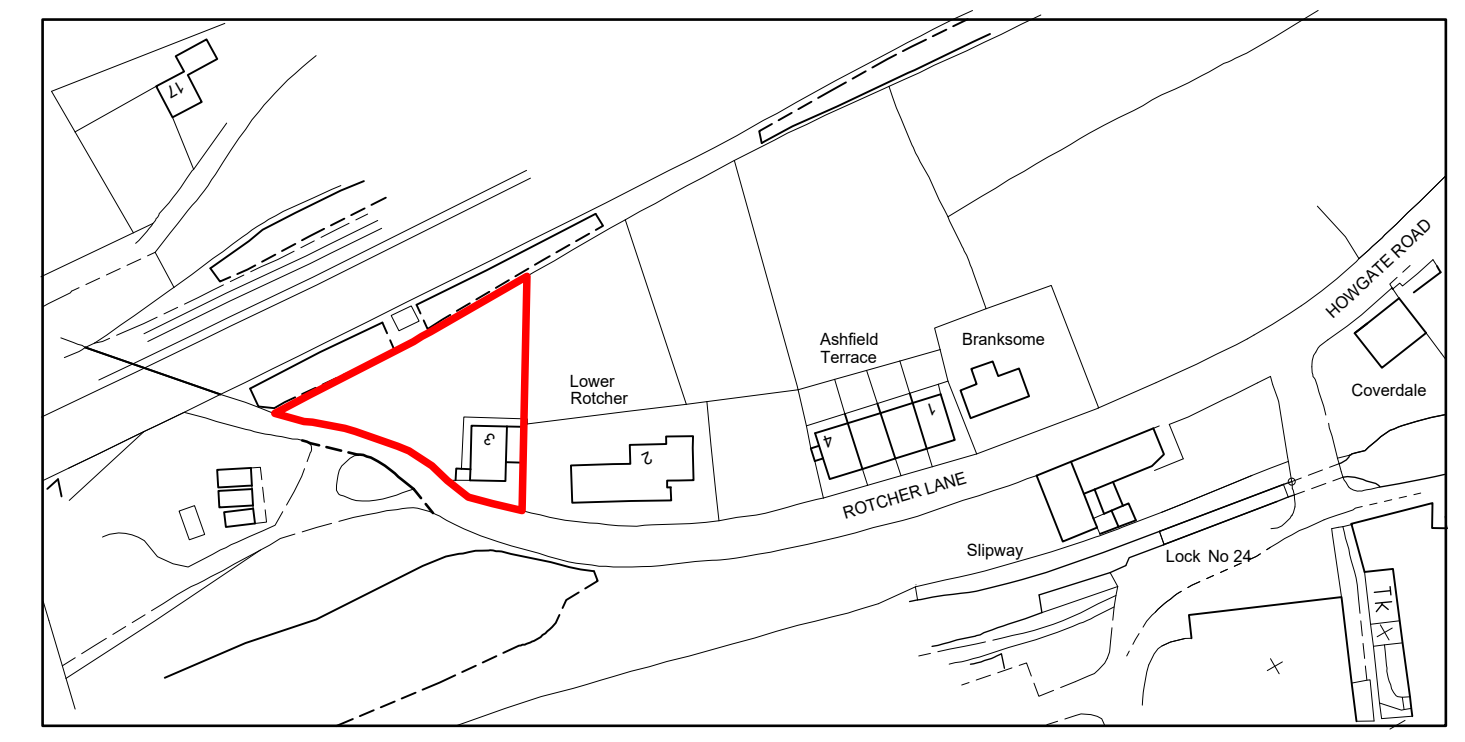 17
HOWGATE ROAD
Ashfield
Terrace
Branksome
Lower
Rotcher
Coverdale
1
4
3
2
ROTCHER LANE
Slipway
Lock No 24
TK